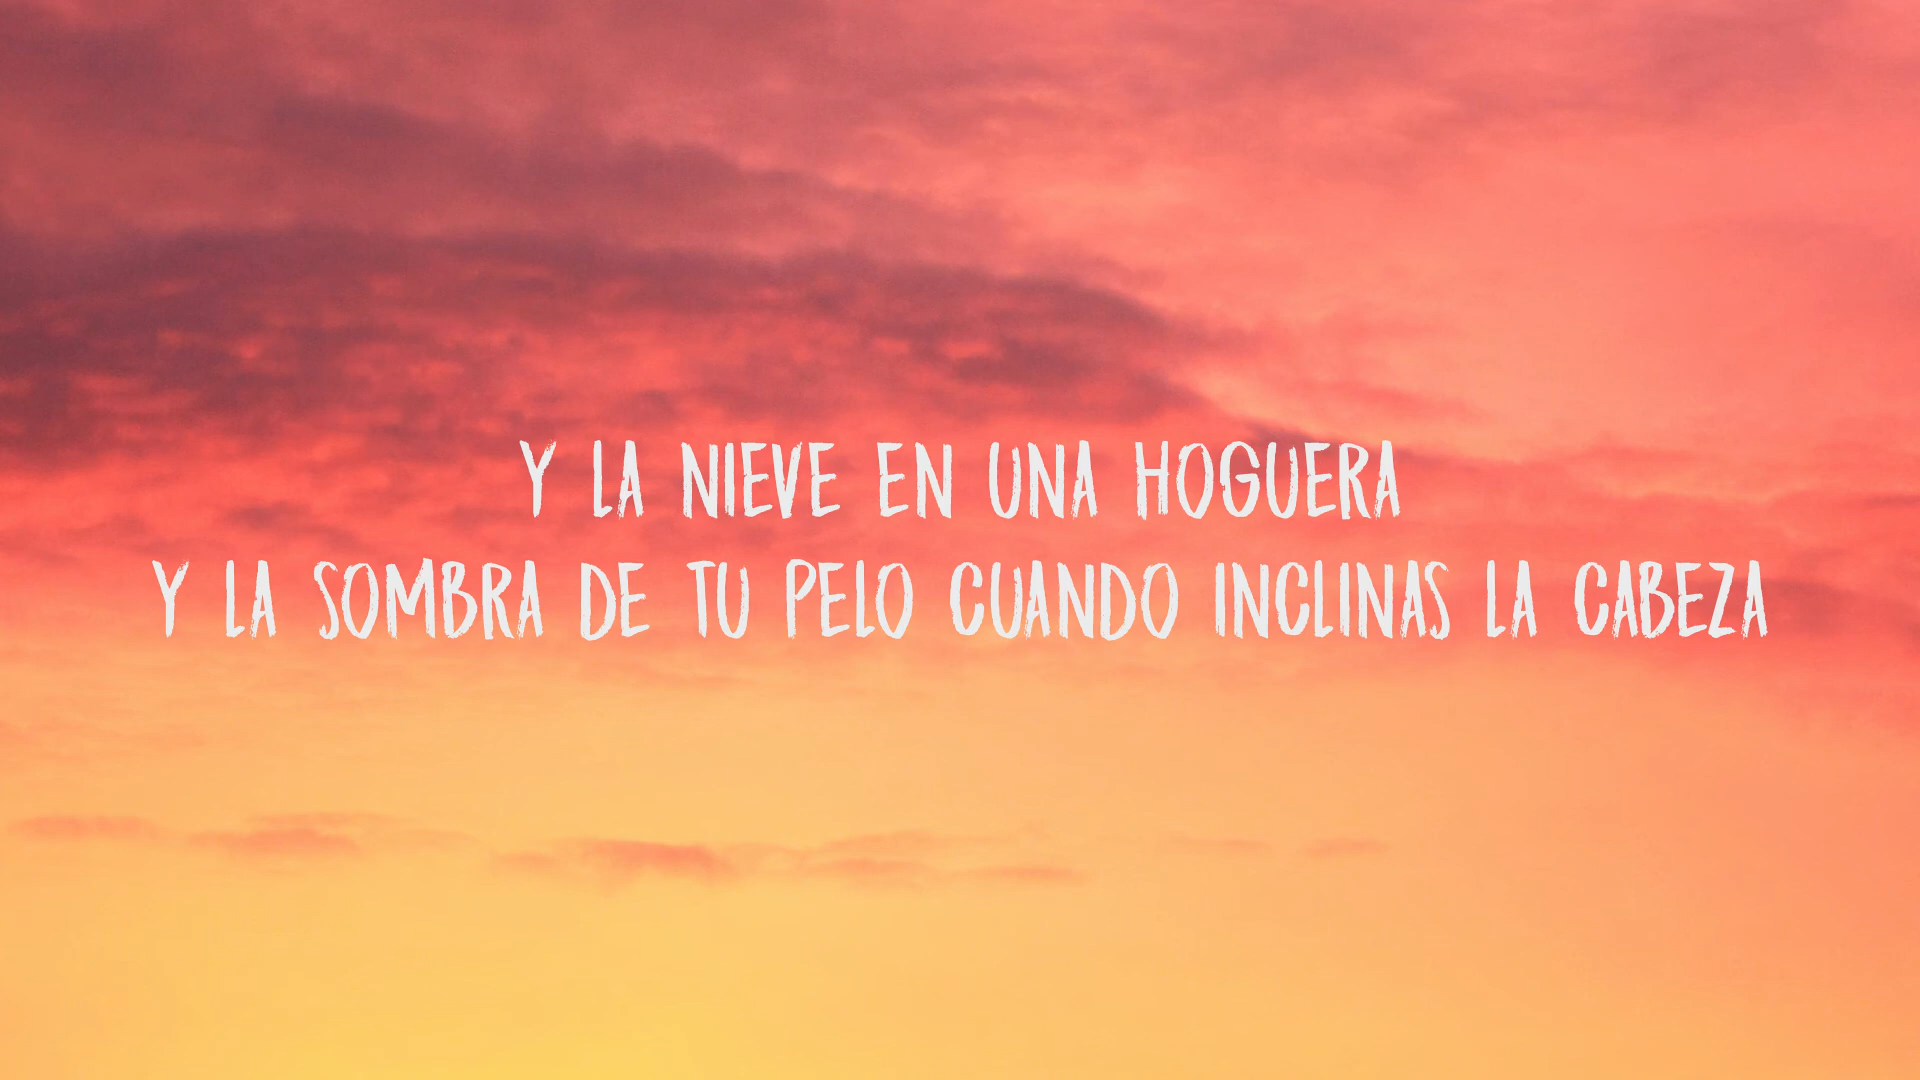 Y LA NIEVE EN UNA HOGUERA
Y LA SOMBRA DE TU PELO CUANDO INCLINAS LA CABEZA